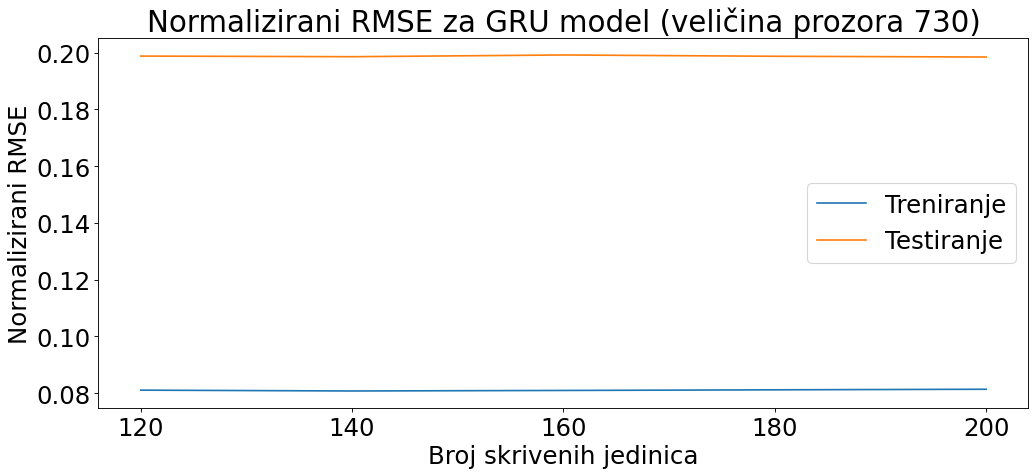 Normalizirani RMSE za GRU model (veličina prozora 730)
Normalizirani RMSE
0.20
0.18
0.16
0.14
0.12
0.10
0.08
Treniranje
Testiranje
120 140 160 180 200
Broj skrivenih jedinica